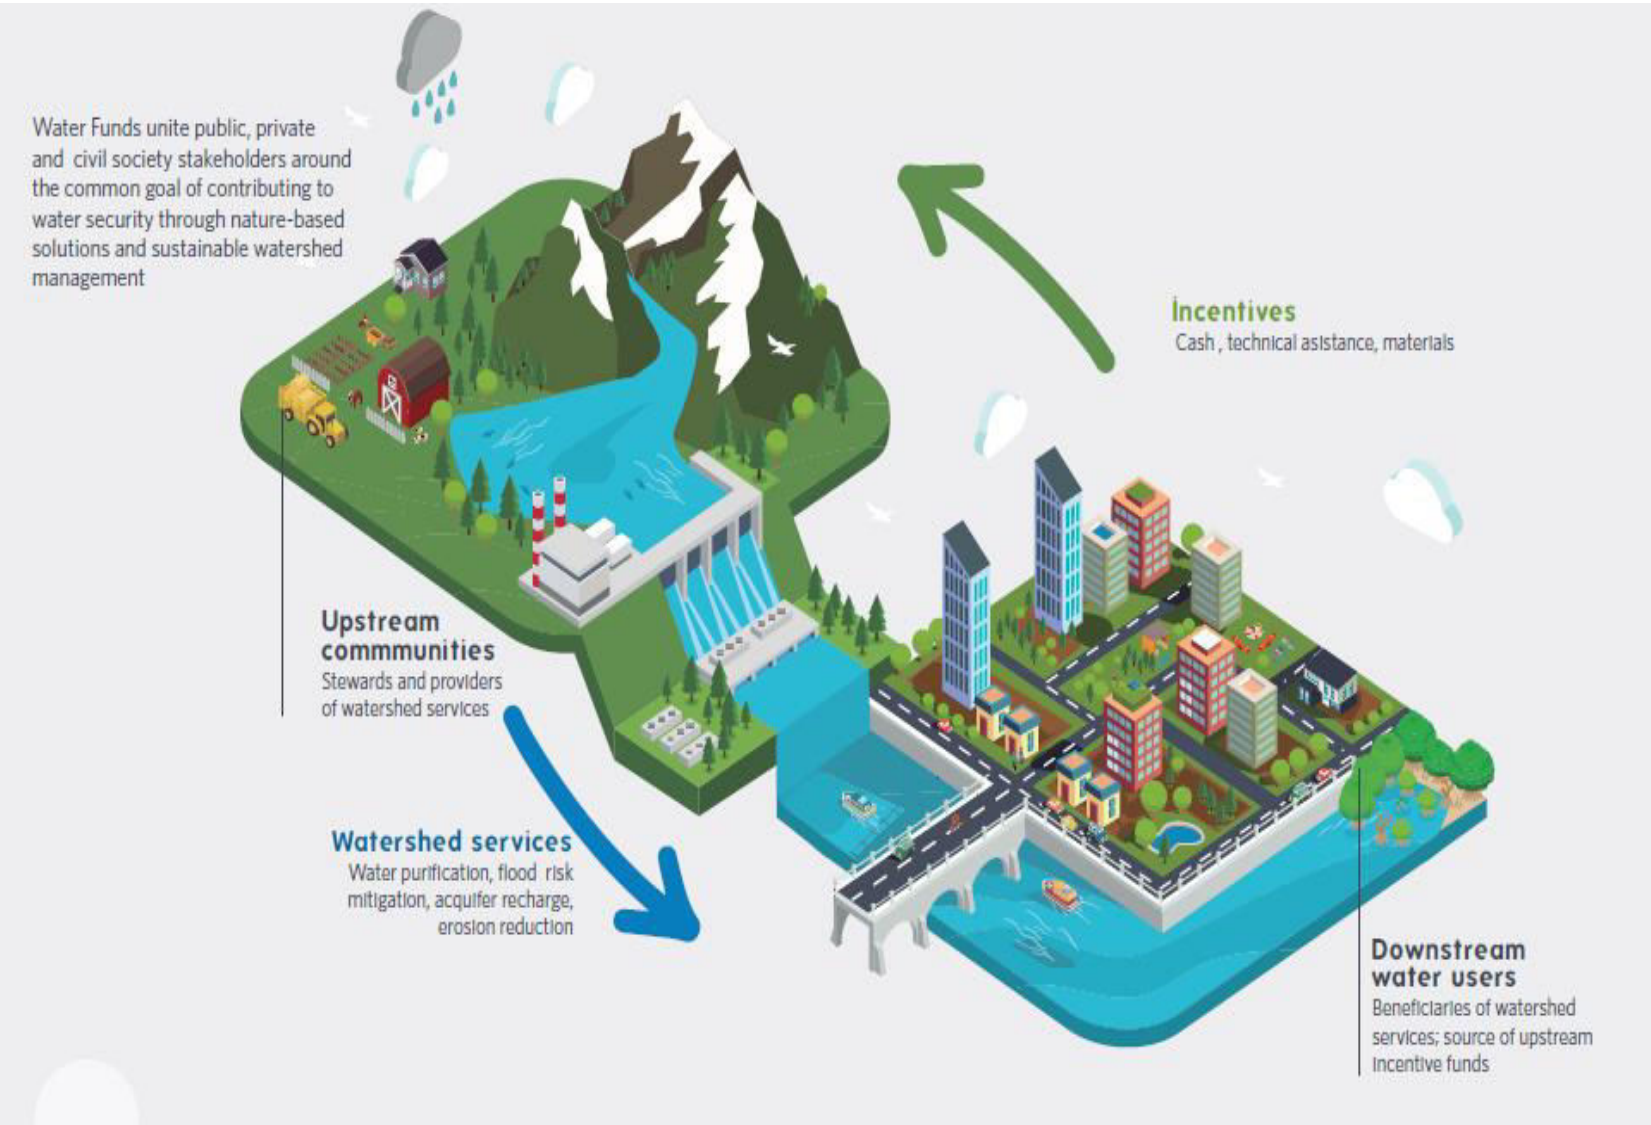 Water Funds unite public, private
and civil society stakeholders around
the common goal of contributing to
water security through nature-based
solutions and sustainable watershed
management
Incentives
Cash , technical asistance, materials
Upstream
commmunities
Stewards and providers
of watershed services
Watershed services
Water purification, flood risk
mitigation, acquifer recharge,
erosion reduction
Downstream
water users
Beneficiaries of watershed
services; source of upstream
incentive funds